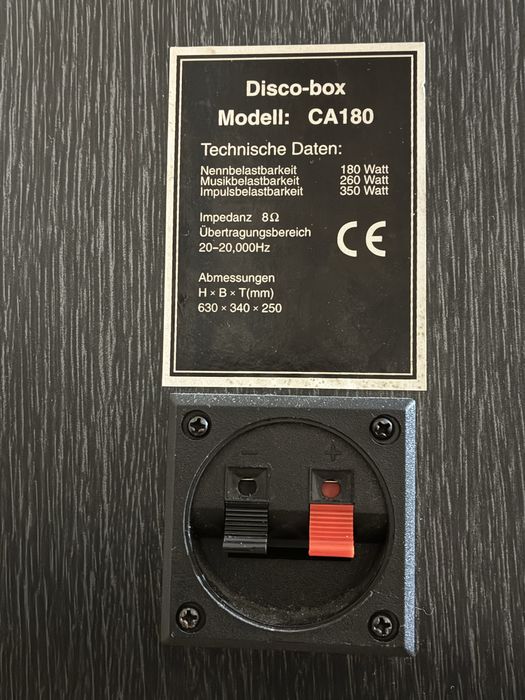 Disco-box
Modell: CA180
Technische Daten:
Nennbelastbarkeit 180 Watt
Musikbelastbarkeit 260 Watt
Impulsbelastbarkeit 350 Watt
Impedanz 8Ω
Übertragungsbereich
20–20,000Hz
CE
Abmessungen
H × B × T(mm)
630 × 340 × 250
− +